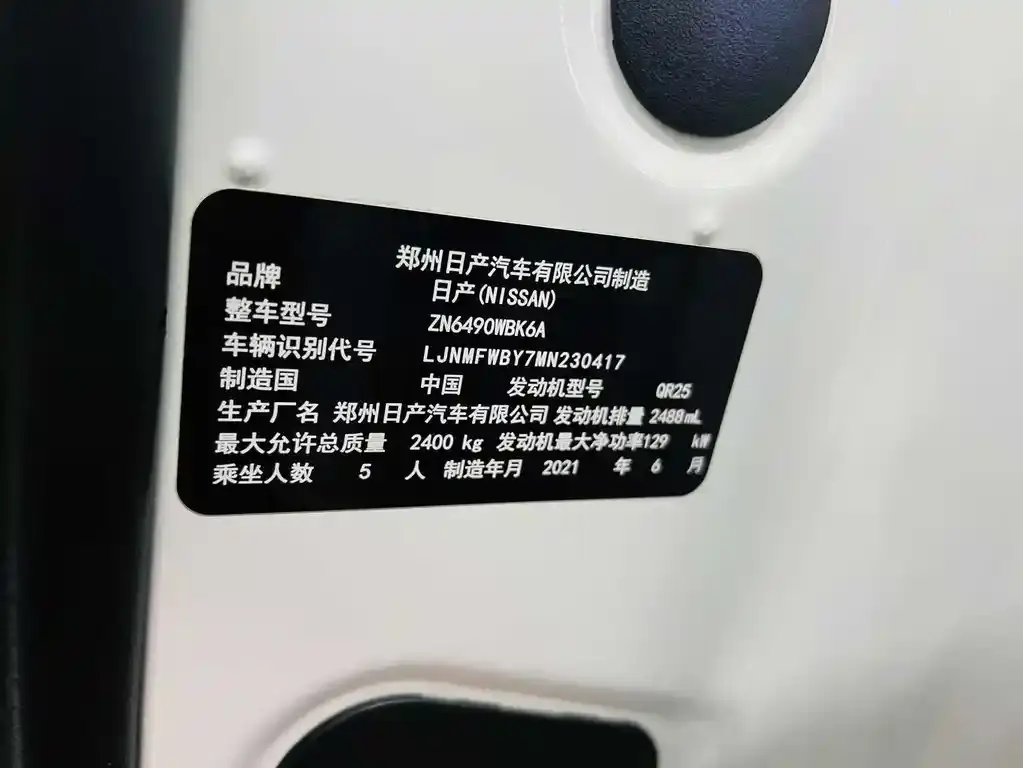 郑州日产汽车有限公司制造
品牌 日产(NISSAN)
整车型号 ZN6490WBK6A
车辆识别代号 LJNMFWBY7MN230417
制造国 中国 发动机型号 QR25
生产厂名 郑州日产汽车有限公司 发动机排量 2488mL
最大允许总质量 2400 kg 发动机最大净功率129 kW
乘坐人数 5 人 制造年月 2021 年 6 月